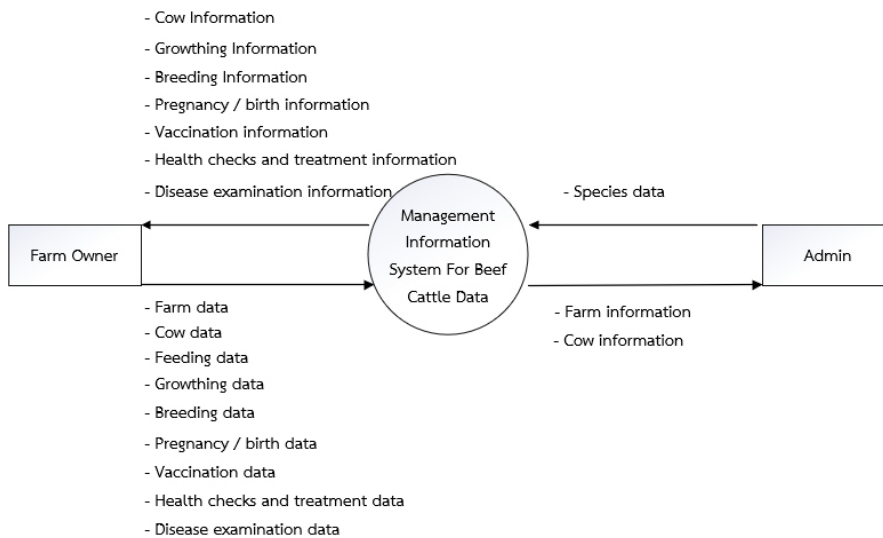 - Cow Information
- Growthing Information
- Breeding Information
- Pregnancy / birth information
- Vaccination information
- Health checks and treatment information
- Disease examination information
- Species data
Management
Information
System For Beef
Cattle Data
Farm Owner
Admin
- Farm data
- Cow data
- Feeding data
- Growthing data
- Breeding data
- Pregnancy / birth data
- Vaccination data
- Health checks and treatment data
- Disease examination data
- Farm information
- Cow information